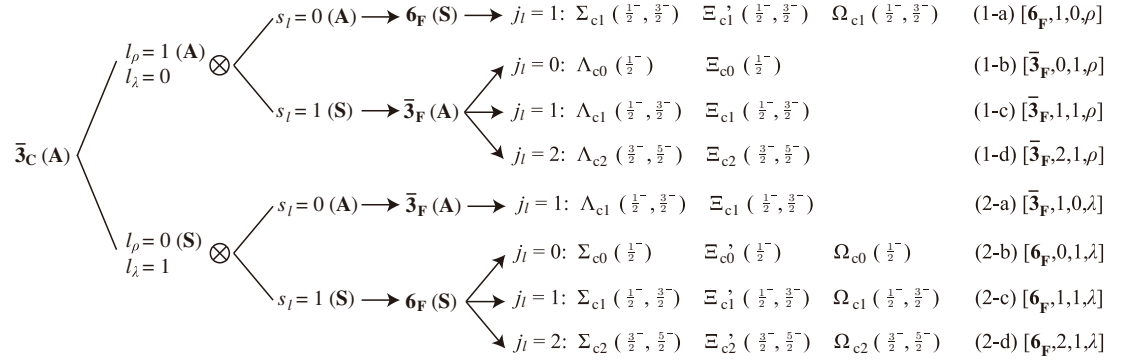 s_l = 0 (A) → 6_F (S) → j_l = 1: Σ_c1 (1/2⁻, 3/2⁻) Ξ'_c1 (1/2⁻, 3/2⁻) Ω_c1 (1/2⁻, 3/2⁻) (1-a) [6_F,1,0,ρ]
l_ρ = 1 (A)
l_λ = 0 ⊗
j_l = 0: Λ_c0 (1/2⁻) Ξ_c0 (1/2⁻) (1-b) [3̄_F,0,1,ρ]
s_l = 1 (S) → 3̄_F (A) → j_l = 1: Λ_c1 (1/2⁻, 3/2⁻) Ξ_c1 (1/2⁻, 3/2⁻) (1-c) [3̄_F,1,1,ρ]
j_l = 2: Λ_c2 (3/2⁻, 5/2⁻) Ξ_c2 (3/2⁻, 5/2⁻) (1-d) [3̄_F,2,1,ρ]
3̄_C (A)
s_l = 0 (A) → 3̄_F (A) → j_l = 1: Λ_c1 (1/2⁻, 3/2⁻) Ξ_c1 (1/2⁻, 3/2⁻) (2-a) [3̄_F,1,0,λ]
l_ρ = 0 (S)
l_λ = 1 ⊗
j_l = 0: Σ_c0 (1/2⁻) Ξ'_c0 (1/2⁻) Ω_c0 (1/2⁻) (2-b) [6_F,0,1,λ]
s_l = 1 (S) → 6_F (S) → j_l = 1: Σ_c1 (1/2⁻, 3/2⁻) Ξ'_c1 (1/2⁻, 3/2⁻) Ω_c1 (1/2⁻, 3/2⁻) (2-c) [6_F,1,1,λ]
j_l = 2: Σ_c2 (3/2⁻, 5/2⁻) Ξ'_c2 (3/2⁻, 5/2⁻) Ω_c2 (3/2⁻, 5/2⁻) (2-d) [6_F,2,1,λ]